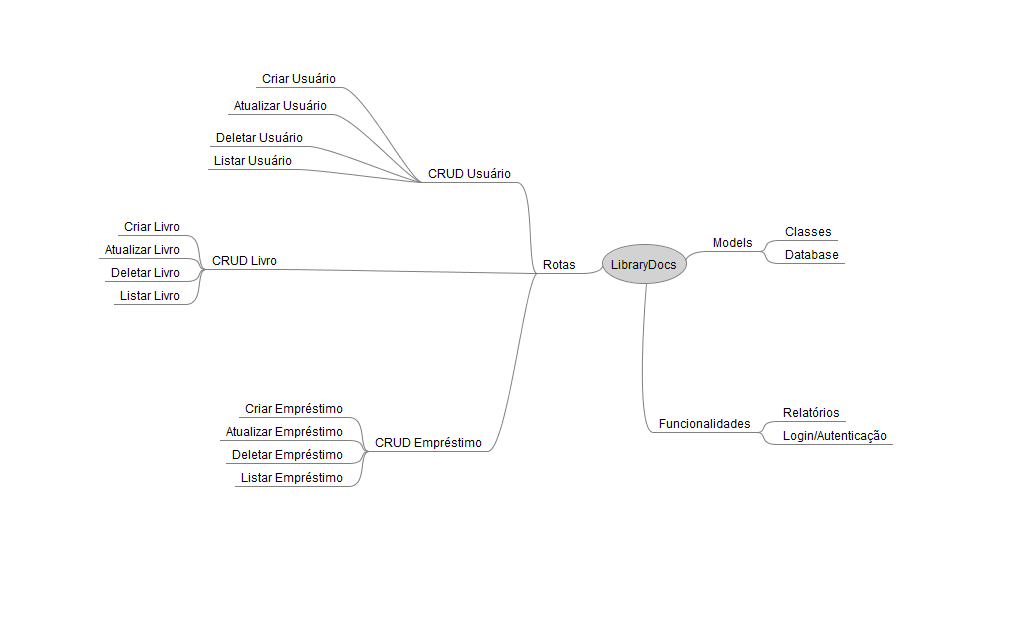 Criar Usuário
Atualizar Usuário
Deletar Usuário
Listar Usuário
CRUD Usuário
Criar Livro
Atualizar Livro
Deletar Livro
Listar Livro
CRUD Livro
Rotas
LibraryDocs
Models
Classes
Database
Criar Empréstimo
Atualizar Empréstimo
Deletar Empréstimo
Listar Empréstimo
CRUD Empréstimo
Funcionalidades
Relatórios
Login/Autenticação